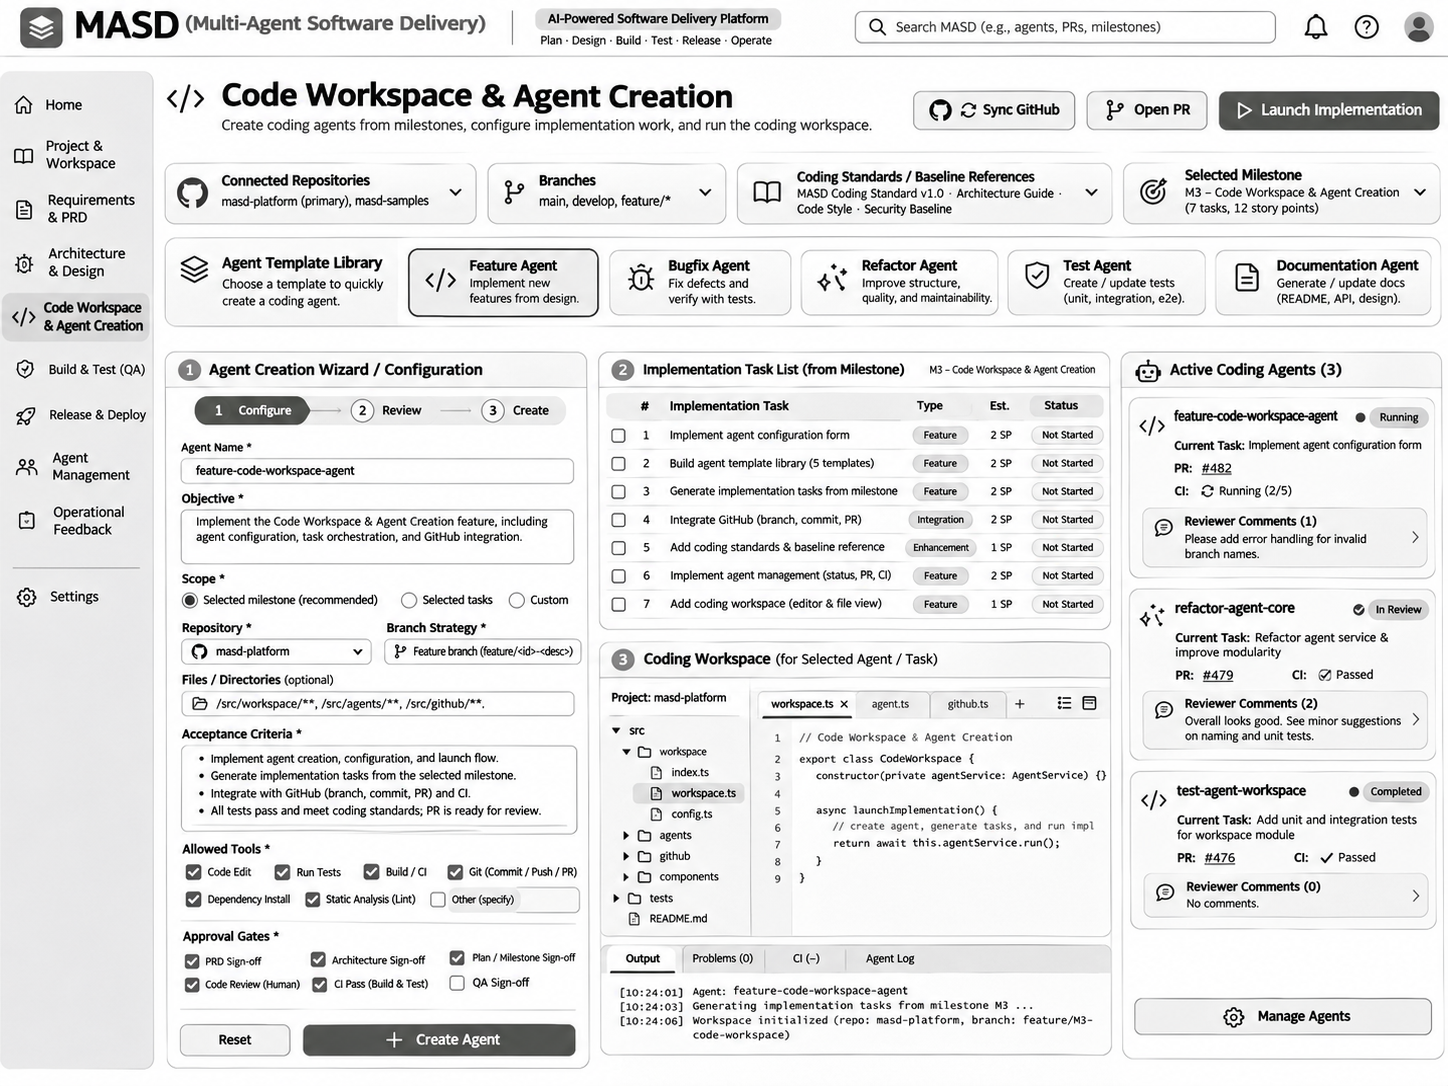 MASD (Multi-Agent Software Delivery)
AI-Powered Software Delivery Platform
Plan · Design · Build · Test · Release · Operate
Search MASD (e.g., agents, PRs, milestones)
Home
Project &
Workspace
Requirements
& PRD
Architecture
& Design
Code Workspace
& Agent Creation
Build & Test (QA)
Release & Deploy
Agent
Management
Operational
Feedback
Settings
</> Code Workspace & Agent Creation
Create coding agents from milestones, configure implementation work, and run the coding workspace.
Sync GitHub
Open PR
Launch Implementation
Connected Repositories
masd-platform (primary), masd-samples
Branches
main, develop, feature/*
Coding Standards / Baseline References
MASD Coding Standard v1.0 · Architecture Guide ·
Code Style · Security Baseline
Selected Milestone
M3 – Code Workspace & Agent Creation
(7 tasks, 12 story points)
Agent Template Library
Choose a template to quickly
create a coding agent.
Feature Agent
Implement new
features from design.
Bugfix Agent
Fix defects and
verify with tests.
Refactor Agent
Improve structure,
quality, and maintainability.
Test Agent
Create / update tests
(unit, integration, e2e).
Documentation Agent
Generate / update docs
(README, API, design).
1 Agent Creation Wizard / Configuration
1 Configure
2 Review
3 Create
Agent Name *
feature-code-workspace-agent
Objective *
Implement the Code Workspace & Agent Creation feature, including
agent configuration, task orchestration, and GitHub integration.
Scope *
Selected milestone (recommended)
Selected tasks
Custom
Repository *
masd-platform
Branch Strategy *
Feature branch (feature/<id>-<desc>)
Files / Directories (optional)
/src/workspace/**, /src/agents/**, /src/github/**.
Acceptance Criteria *
• Implement agent creation, configuration, and launch flow.
• Generate implementation tasks from the selected milestone.
• Integrate with GitHub (branch, commit, PR) and CI.
• All tests pass and meet coding standards; PR is ready for review.
Allowed Tools *
Code Edit
Run Tests
Build / CI
Git (Commit / Push / PR)
Dependency Install
Static Analysis (Lint)
Other (specify)
Approval Gates *
PRD Sign-off
Architecture Sign-off
Plan / Milestone Sign-off
Code Review (Human)
CI Pass (Build & Test)
QA Sign-off
Reset
+ Create Agent
2 Implementation Task List (from Milestone)
M3 – Code Workspace & Agent Creation
# Implementation Task Type Est. Status
1 Implement agent configuration form Feature 2 SP Not Started
2 Build agent template library (5 templates) Feature 2 SP Not Started
3 Generate implementation tasks from milestone Feature 2 SP Not Started
4 Integrate GitHub (branch, commit, PR) Integration 2 SP Not Started
5 Add coding standards & baseline reference Enhancement 1 SP Not Started
6 Implement agent management (status, PR, CI) Feature 2 SP Not Started
7 Add coding workspace (editor & file view) Feature 1 SP Not Started
3 Coding Workspace (for Selected Agent / Task)
Project: masd-platform
src
workspace
index.ts
workspace.ts
config.ts
agents
github
components
tests
README.md
workspace.ts ×
agent.ts
github.ts
+
1 // Code Workspace & Agent Creation
2 export class CodeWorkspace {
3 constructor(private agentService: AgentService) {}
4
5 async launchImplementation() {
6 // create agent, generate tasks, and run impl
7 return await this.agentService.run();
8 }
9 }
Output
Problems (0)
CI (–)
Agent Log
[10:24:01] Agent: feature-code-workspace-agent
[10:24:03] Generating implementation tasks from milestone M3 ...
[10:24:06] Workspace initialized (repo: masd-platform, branch: feature/M3-
code-workspace)
Active Coding Agents (3)
feature-code-workspace-agent
Running
Current Task: Implement agent configuration form
PR: #482
CI: Running (2/5)
Reviewer Comments (1)
Please add error handling for invalid
branch names.
refactor-agent-core
In Review
Current Task: Refactor agent service &
improve modularity
PR: #479
CI: Passed
Reviewer Comments (2)
Overall looks good. See minor suggestions
on naming and unit tests.
test-agent-workspace
Completed
Current Task: Add unit and integration tests
for workspace module
PR: #476
CI: Passed
Reviewer Comments (0)
No comments.
Manage Agents